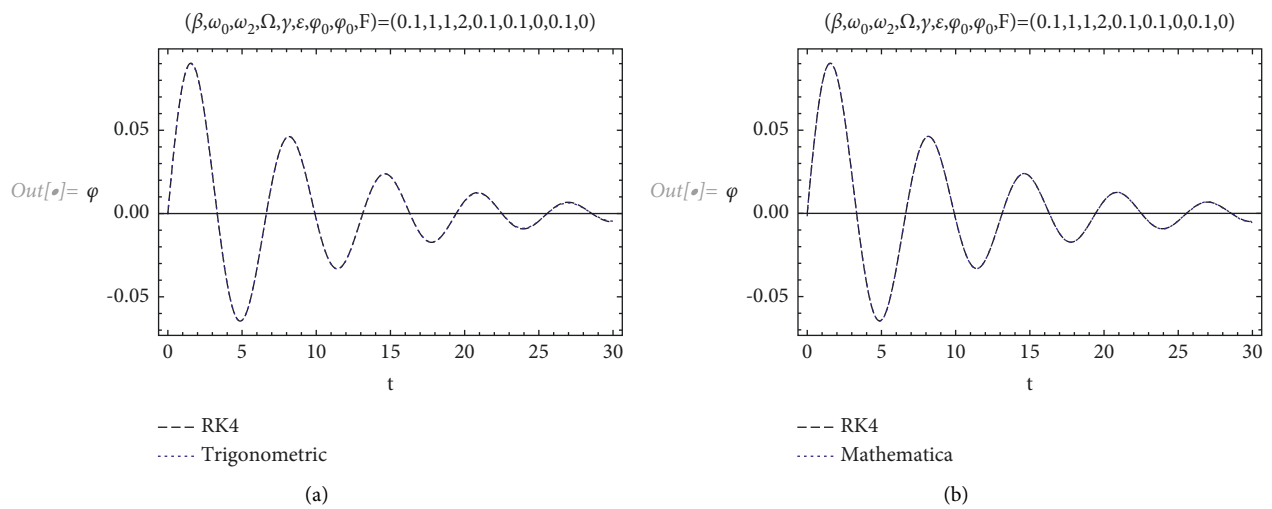 (β,ω₀,ω₂,Ω,γ,ε,φ₀,φ₀,F)=(0.1,1,1,2,0.1,0.1,0,0.1,0)
0.05
Out[•]= φ
0.00
-0.05
0 5 10 15 20 25 30
t
--- RK4
...... Trigonometric
(a)
(β,ω₀,ω₂,Ω,γ,ε,φ₀,φ₀,F)=(0.1,1,1,2,0.1,0.1,0,0.1,0)
0.05
Out[•]= φ
0.00
-0.05
0 5 10 15 20 25 30
t
--- RK4
...... Mathematica
(b)